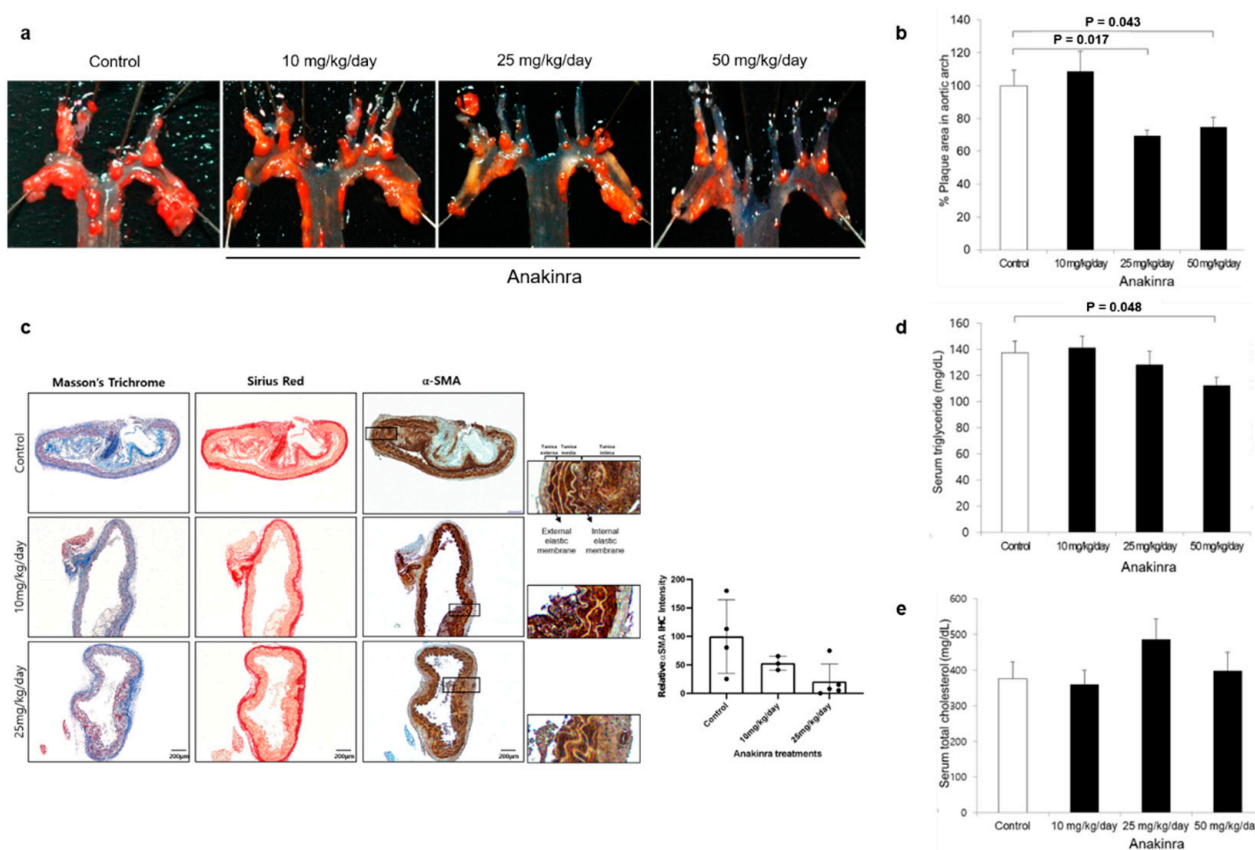 a
Control
10 mg/kg/day
25 mg/kg/day
50 mg/kg/day
Anakinra
b
P = 0.043
P = 0.017
% Plaque area in aortic arch
140
120
100
80
60
40
20
0
Control
10 mg/kg/day
25 mg/kg/day
50 mg/kg/day
Anakinra
c
Masson's Trichrome
Sirius Red
α-SMA
Control
10mg/kg/day
25mg/kg/day
Tunica externa
Tunica media
Tunica intima
External
elastic
membrane
Internal
elastic
membrane
200μm
200μm
200μm
Relative αSMA IHC Intensity
200
150
100
50
0
Control
10mg/kg/day
25mg/kg/day
Anakinra treatments
d
P = 0.048
Serum triglyceride (mg/dL)
160
140
120
100
80
60
40
20
0
Control
10 mg/kg/day
25 mg/kg/day
50 mg/kg/day
Anakinra
e
Serum total cholesterol (mg/dL)
600
500
400
300
200
100
0
Control
10 mg/kg/day
25 mg/kg/day
50 mg/kg/da
Anakinra